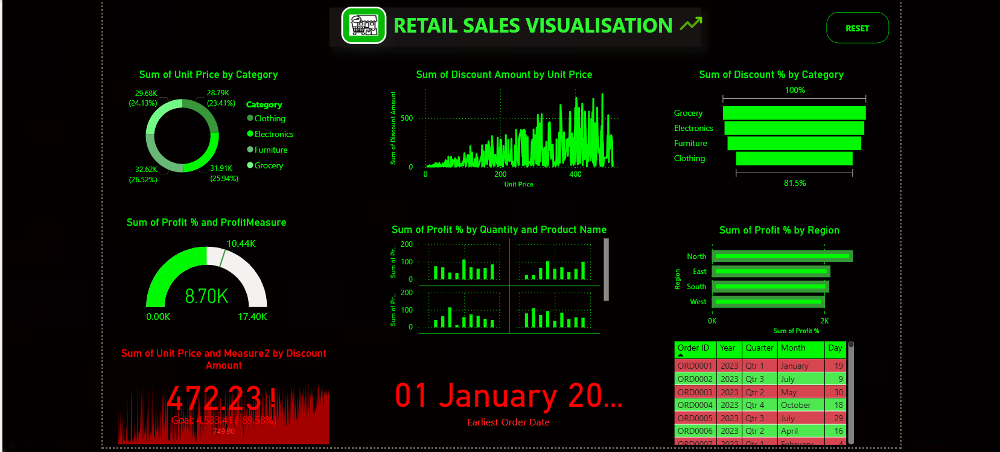 RETAIL SALES VISUALISATION
RESET
Sum of Unit Price by Category
29.68K
(24.13%)
28.79K
(23.41%)
32.62K
(26.52%)
31.91K
(25.94%)
Category
Clothing
Electronics
Furniture
Grocery
Sum of Discount Amount by Unit Price
Sum of Discount Amount
500
0
0
200
400
Unit Price
Sum of Discount % by Category
100%
Grocery
Electronics
Furniture
Clothing
81.5%
Sum of Profit % and ProfitMeasure
10.44K
8.70K
0.00K
17.40K
Sum of Profit % by Quantity and Product Name
Sum of Pr...
200
100
0
Sum of Pr...
200
100
0
Sum of Profit % by Region
Region
North
East
South
West
0K
2K
Sum of Profit %
Sum of Unit Price and Measure2 by Discount
Amount
472.23!
Goal: 4,533.41 (-89.58%)
749.90
01 January 20...
Earliest Order Date
Order ID Year Quarter Month Day
ORD0001 2023 Qtr 1 January 19
ORD0002 2023 Qtr 3 July 9
ORD0003 2023 Qtr 2 May 30
ORD0004 2023 Qtr 4 October 18
ORD0005 2023 Qtr 3 July 29
ORD0006 2023 Qtr 2 April 16
ORD0007 2023 Qtr 1 February 4